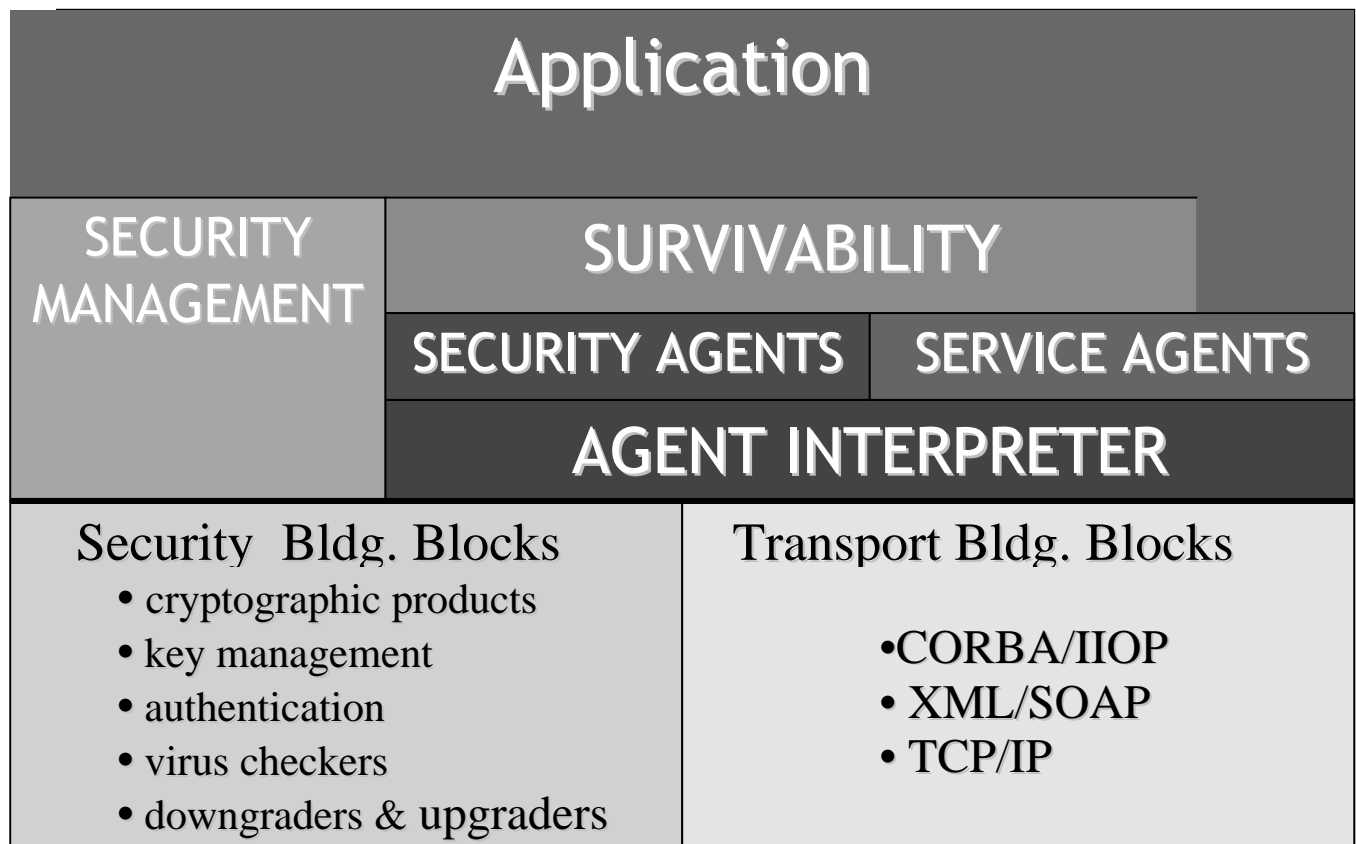 Application
SECURITY
MANAGEMENT
SURVIVABILITY
SECURITY AGENTS
SERVICE AGENTS
AGENT INTERPRETER
Security Bldg. Blocks
• cryptographic products
• key management
• authentication
• virus checkers
• downgraders & upgraders
Transport Bldg. Blocks
•CORBA/IIOP
• XML/SOAP
• TCP/IP